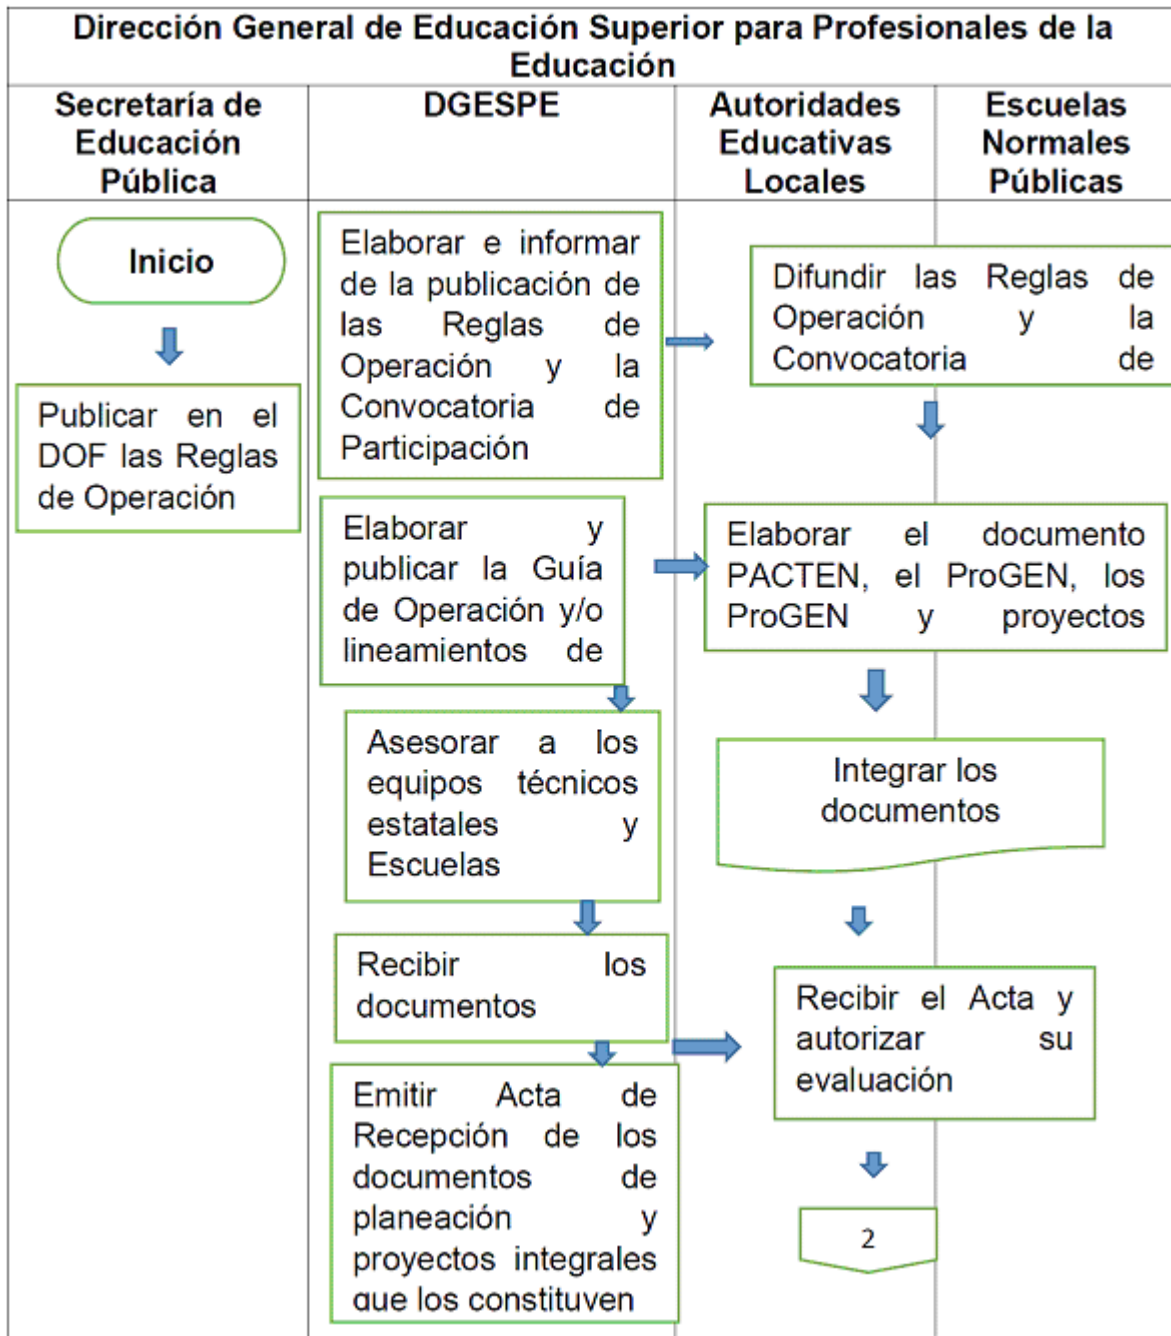 Dirección General de Educación Superior para Profesionales de la
Educación
Secretaría de
Educación
Pública
DGESPE
Autoridades
Educativas
Locales
Escuelas
Normales
Públicas
Inicio
Publicar en el
DOF las Reglas
de Operación
Elaborar e informar
de la publicación de
las Reglas de
Operación y la
Convocatoria de
Participación
Difundir las Reglas de
Operación y la
Convocatoria de
Elaborar y
publicar la Guía
de Operación y/o
lineamientos de
Elaborar el documento
PACTEN, el ProGEN, los
ProGEN y proyectos
Asesorar a los
equipos técnicos
estatales y
Escuelas
Integrar los
documentos
Recibir los
documentos
Recibir el Acta y
autorizar su
evaluación
Emitir Acta de
Recepción de los
documentos de
planeación y
proyectos integrales
que los constituyen
2